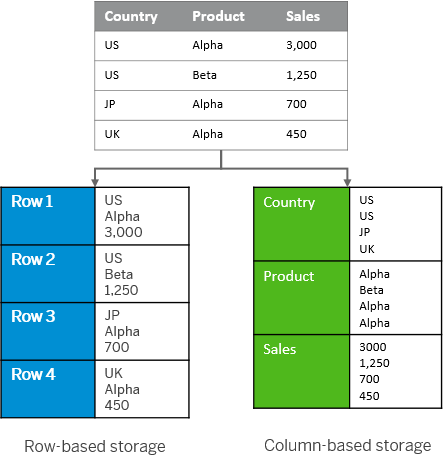 Country Product Sales
US Alpha 3,000
US Beta 1,250
JP Alpha 700
UK Alpha 450
Row 1
US
Alpha
3,000
Row 2
US
Beta
1,250
Row 3
JP
Alpha
700
Row 4
UK
Alpha
450
Row-based storage
Country
US
US
JP
UK
Product
Alpha
Beta
Alpha
Alpha
Sales
3000
1,250
700
450
Column-based storage